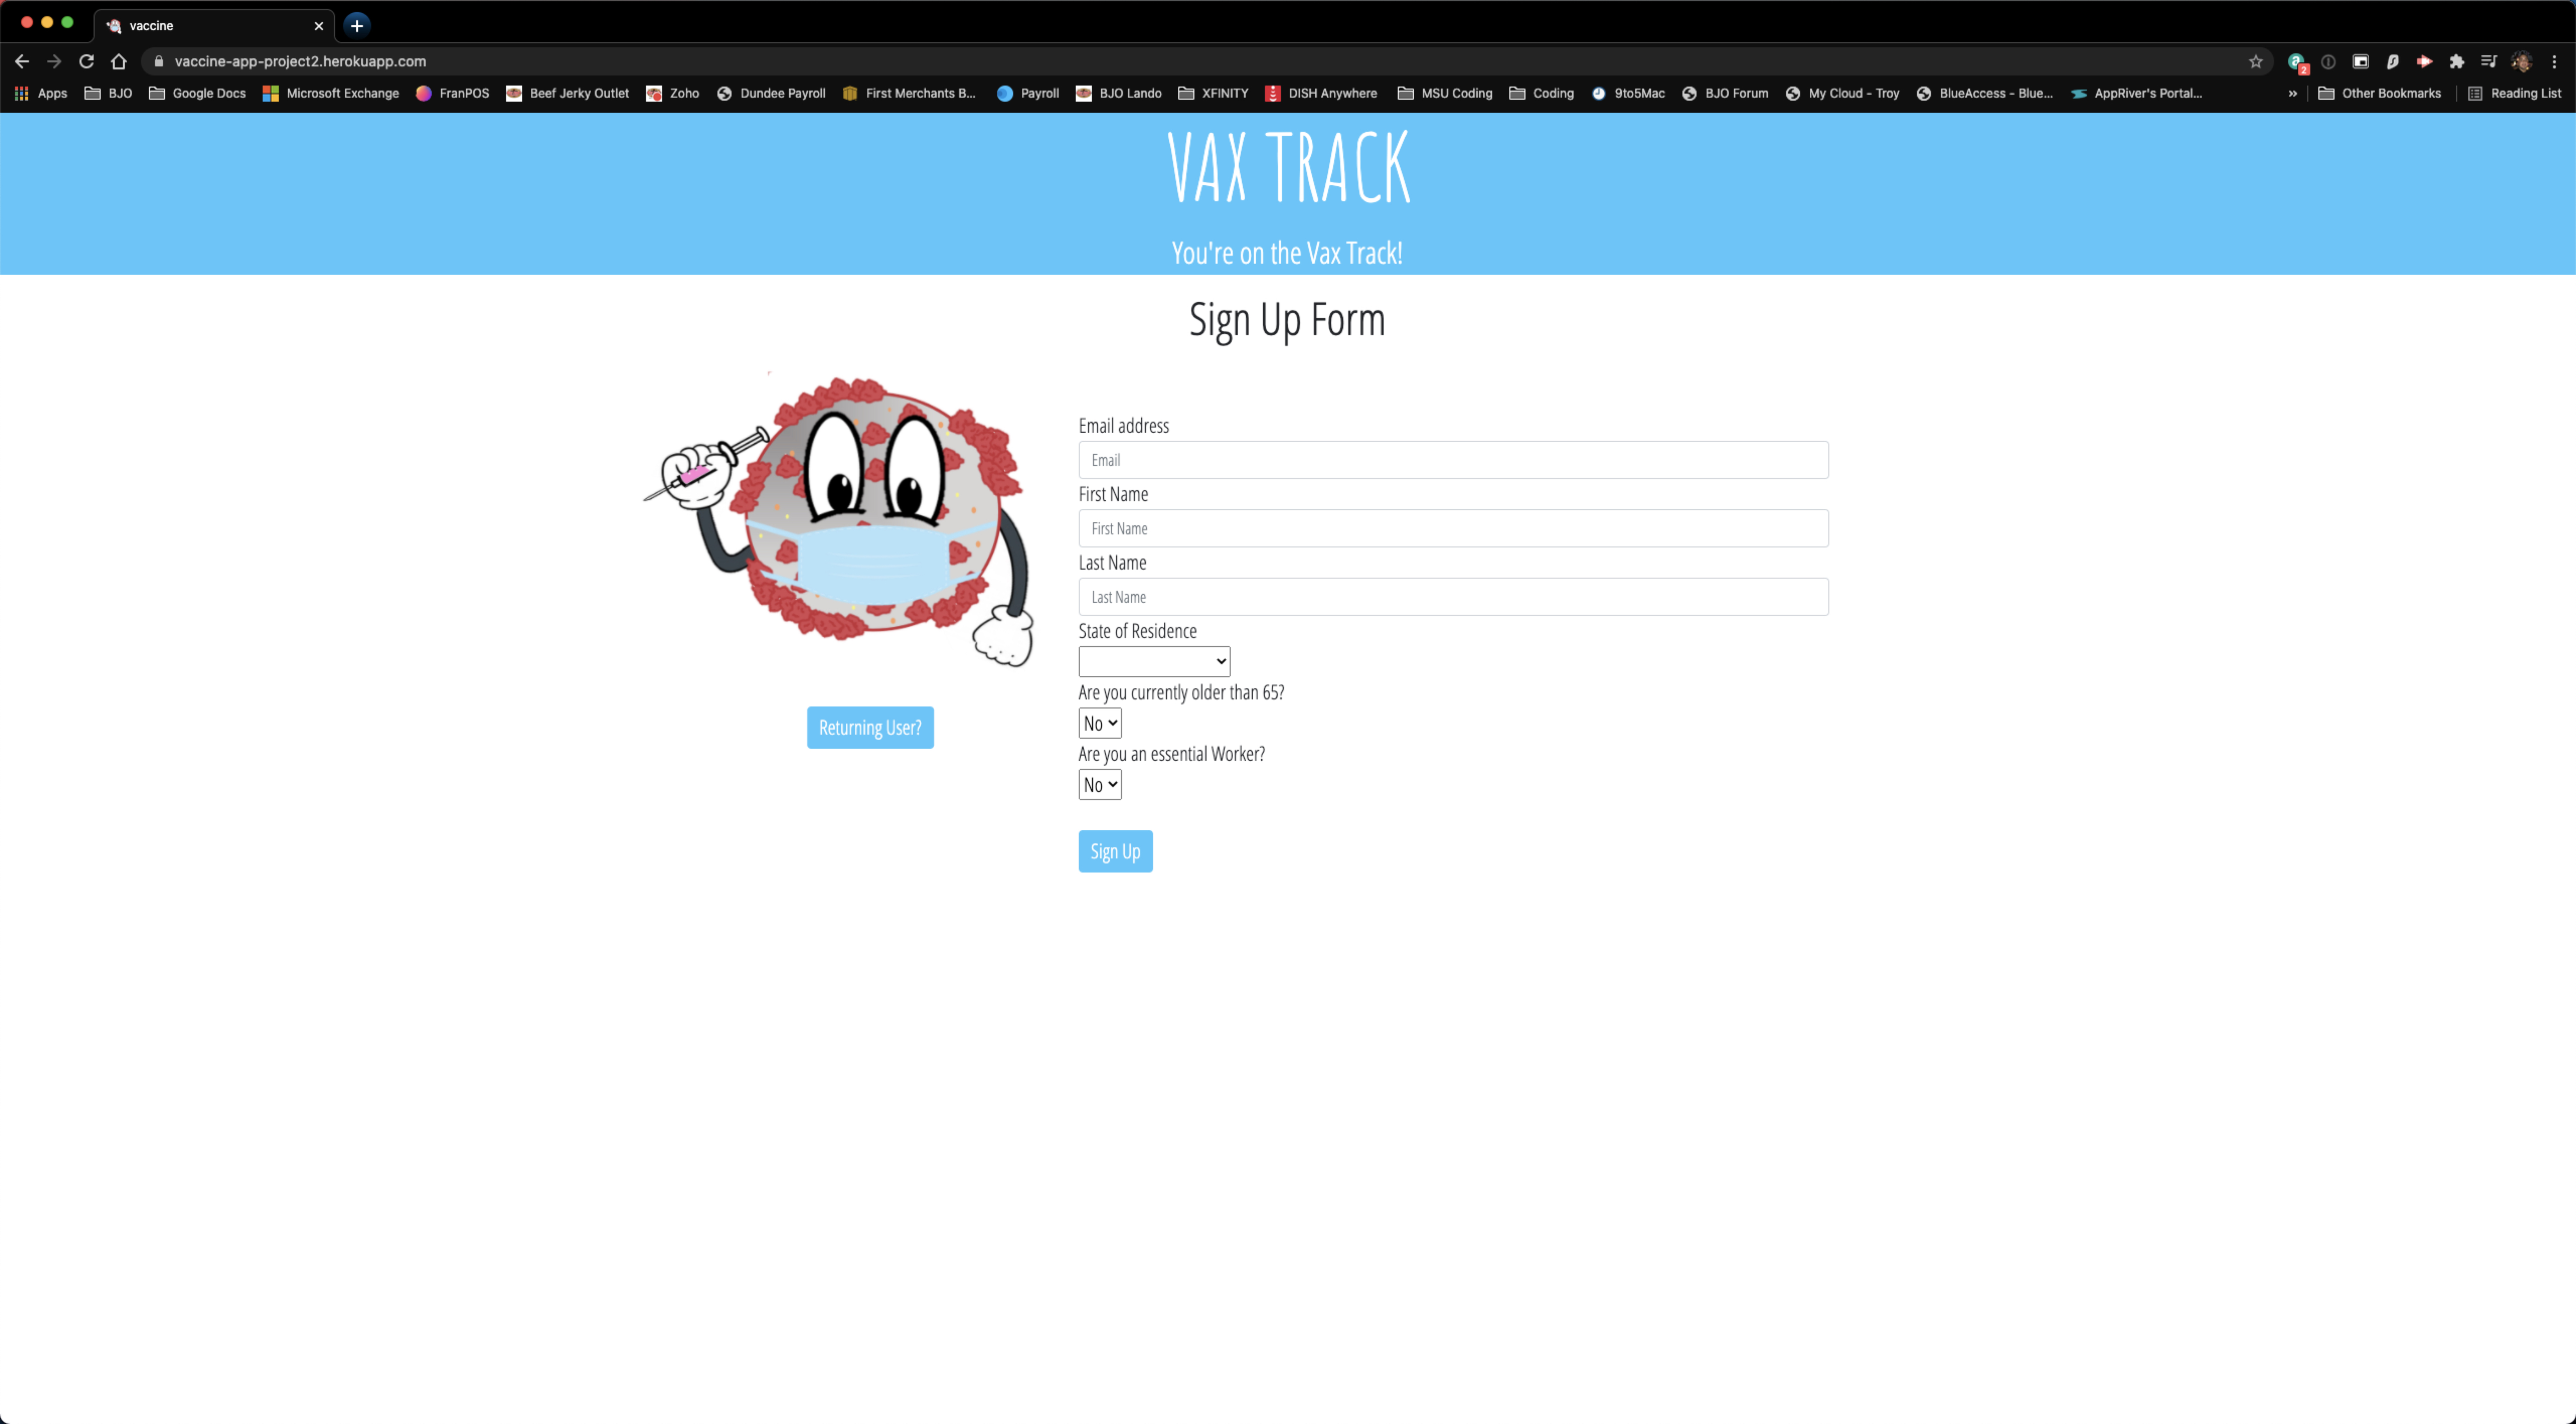 vaccine
vaccine-app-project2.herokuapp.com
2
Apps BJO Google Docs Microsoft Exchange FranPOS Beef Jerky Outlet Zoho Dundee Payroll First Merchants B... Payroll BJO Lando XFINITY DISH Anywhere MSU Coding Coding 9to5Mac BJO Forum My Cloud - Troy BlueAccess - Blue... AppRiver's Portal... » Other Bookmarks Reading List
VAX TRACK
You're on the Vax Track!
Sign Up Form
Email address
Email
First Name
First Name
Last Name
Last Name
State of Residence
Are you currently older than 65?
No
Returning User?
Are you an essential Worker?
No
Sign Up